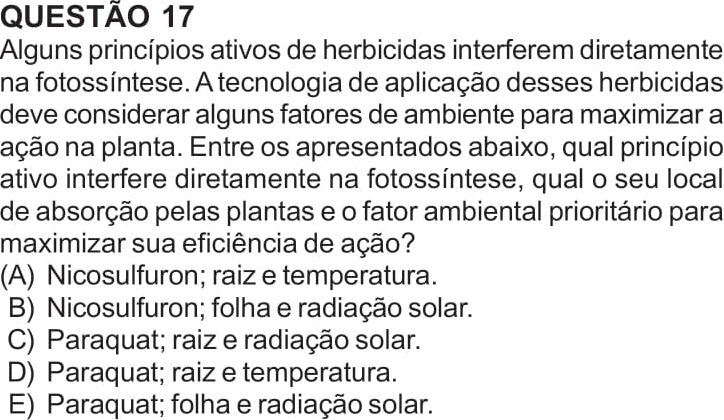 QUESTÃO 17
Alguns princípios ativos de herbicidas interferem diretamente
na fotossíntese. A tecnologia de aplicação desses herbicidas
deve considerar alguns fatores de ambiente para maximizar a
ação na planta. Entre os apresentados abaixo, qual princípio
ativo interfere diretamente na fotossíntese, qual o seu local
de absorção pelas plantas e o fator ambiental prioritário para
maximizar sua eficiência de ação?
(A) Nicosulfuron; raiz e temperatura.
B) Nicosulfuron; folha e radiação solar.
C) Paraquat; raiz e radiação solar.
D) Paraquat; raiz e temperatura.
E) Paraquat; folha e radiação solar.